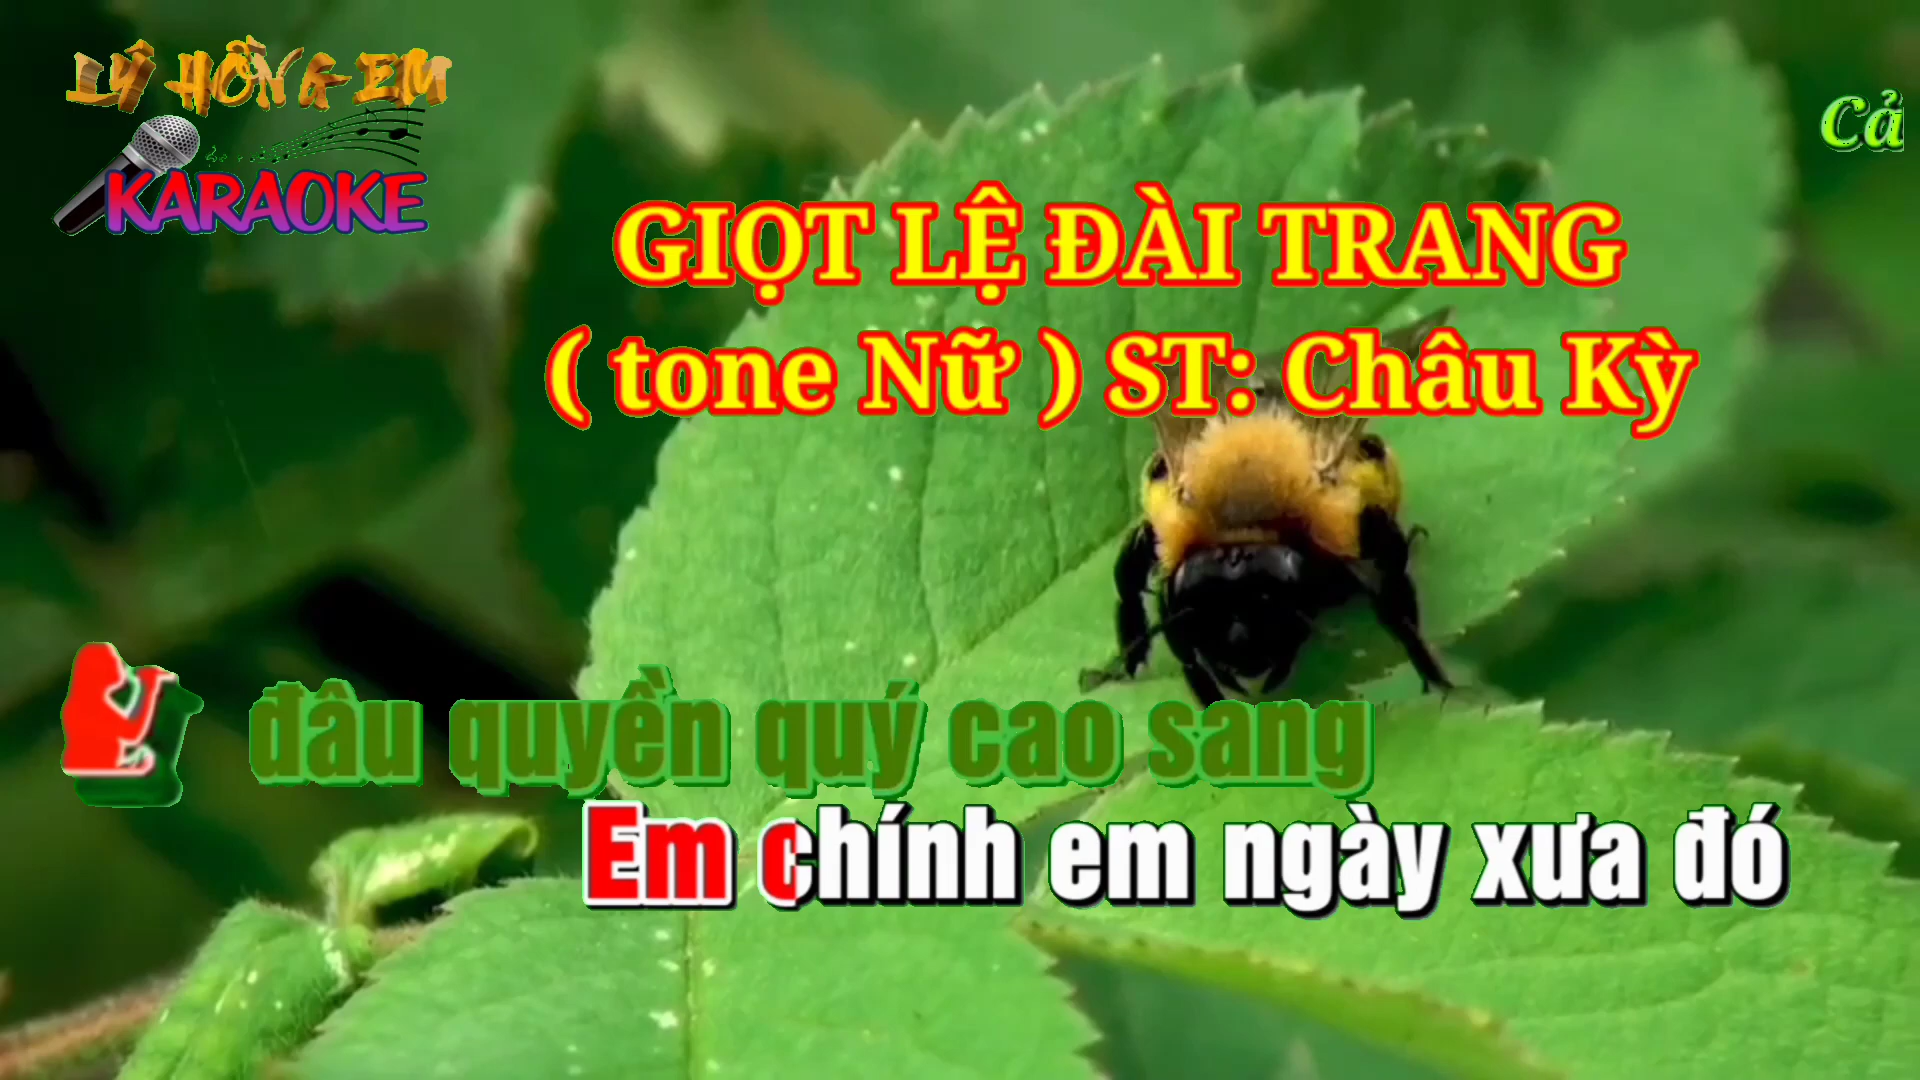 LÝ HỒNG EM
KARAOKE
Cả
GIỌT LỆ ĐÀI TRANG
( tone Nữ ) ST: Châu Kỳ
đâu quyền quý cao sang
Em chính em ngày xưa đó